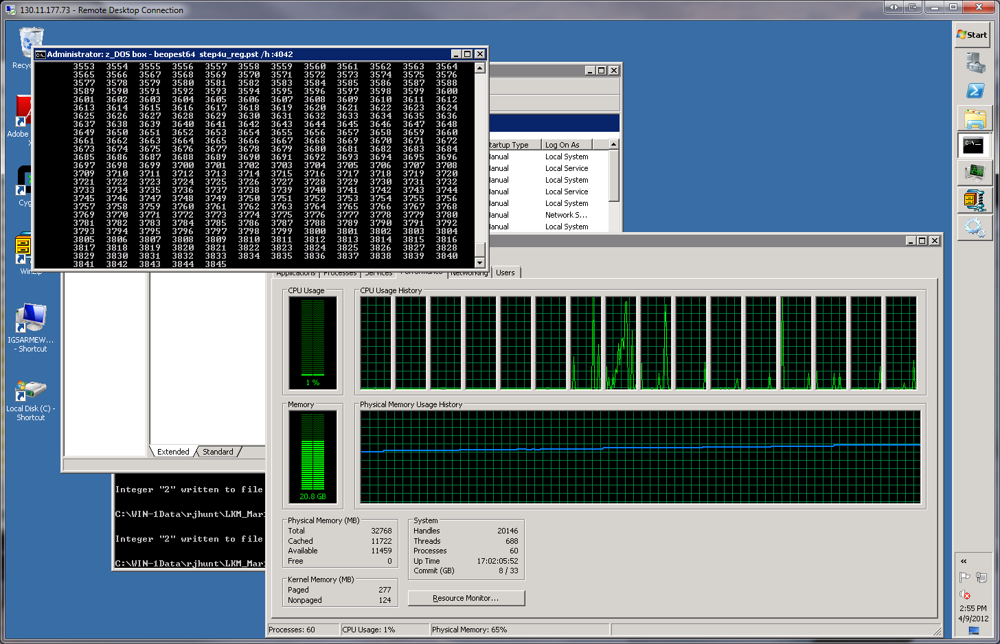 130.11.177.73 - Remote Desktop Connection
Recyc
Adobe
X
Cyg
WinZip
IGSARMEW...
- Shortcut
Local Disk (C) -
Shortcut
Administrator: z_DOS box - beopest64  step4u_reg.pst /h :4042
3553 3554 3555 3556 3557 3558 3559 3560 3561 3562 3563 3564
3565 3566 3567 3568 3569 3570 3571 3572 3573 3574 3575 3576
3577 3578 3579 3580 3581 3582 3583 3584 3585 3586 3587 3588
3589 3590 3591 3592 3593 3594 3595 3596 3597 3598 3599 3600
3601 3602 3603 3604 3605 3606 3607 3608 3609 3610 3611 3612
3613 3614 3615 3616 3617 3618 3619 3620 3621 3622 3623 3624
3625 3626 3627 3628 3629 3630 3631 3632 3633 3634 3635 3636
3637 3638 3639 3640 3641 3642 3643 3644 3645 3646 3647 3648
3649 3650 3651 3652 3653 3654 3655 3656 3657 3658 3659 3660
3661 3662 3663 3664 3665 3666 3667 3668 3669 3670 3671 3672
3673 3674 3675 3676 3677 3678 3679 3680 3681 3682 3683 3684
3685 3686 3687 3688 3689 3690 3691 3692 3693 3694 3695 3696
3697 3698 3699 3700 3701 3702 3703 3704 3705 3706 3707 3708
3709 3710 3711 3712 3713 3714 3715 3716 3717 3718 3719 3720
3721 3722 3723 3724 3725 3726 3727 3728 3729 3730 3731 3732
3733 3734 3735 3736 3737 3738 3739 3740 3741 3742 3743 3744
3745 3746 3747 3748 3749 3750 3751 3752 3753 3754 3755 3756
3757 3758 3759 3760 3761 3762 3763 3764 3765 3766 3767 3768
3769 3770 3771 3772 3773 3774 3775 3776 3777 3778 3779 3780
3781 3782 3783 3784 3785 3786 3787 3788 3789 3790 3791 3792
3793 3794 3795 3796 3797 3798 3799 3800 3801 3802 3803 3804
3805 3806 3807 3808 3809 3810 3811 3812 3813 3814 3815 3816
3817 3818 3819 3820 3821 3822 3823 3824 3825 3826 3827 3828
3829 3830 3831 3832 3833 3834 3835 3836 3837 3838 3839 3840
3841 3842 3843 3844 3845
tartup Type Log On As
lanual Local System
lanual Local Service
lanual Local System
lanual Local Service
lanual Local System
lanual Network S...
lanual Local System
Extended Standard
Integer "2" written to file
C:\WIN-1Data\rjhunt\LKM_Mar
Integer "2" written to file
C:\WIN-1Data\rjhunt\LKM_Mar
Applications Processes Services Performance Networking Users
CPU Usage
1 %
CPU Usage History
Memory
20.8 GB
Physical Memory Usage History
Physical Memory (MB)
Total 32768
Cached 11722
Available 11459
Free 0
Kernel Memory (MB)
Paged 277
Nonpaged 124
System
Handles 20146
Threads 688
Processes 60
Up Time 17:02:05:52
Commit (GB) 8 / 33
Resource Monitor...
Processes: 60 CPU Usage: 1% Physical Memory: 65%
Start
«
2:55 PM
4/9/2012